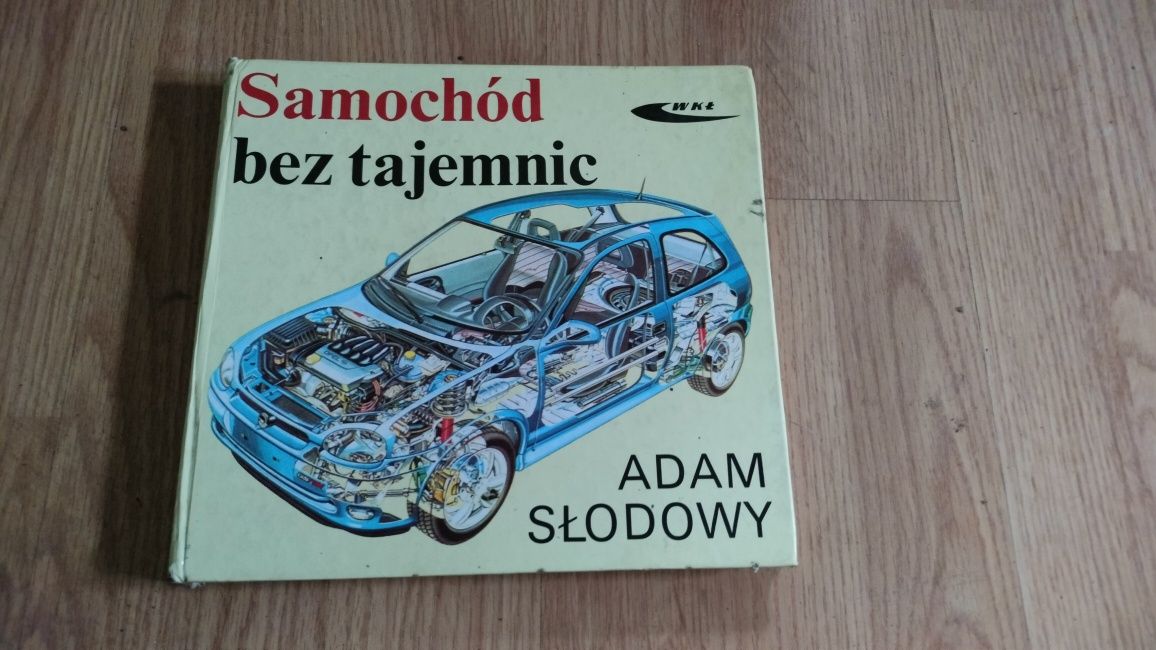 Samochód
WKŁ
bez tajemnic
ADAM
SŁODOWY